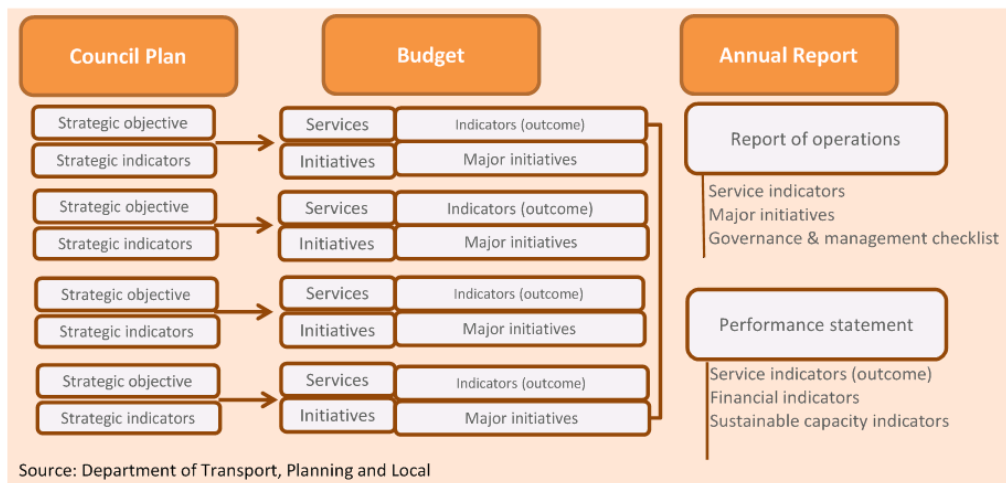 Council Plan
Budget
Annual Report
Strategic objective
Strategic indicators
Services
Indicators (outcome)
Initiatives
Major initiatives
Strategic objective
Strategic indicators
Services
Indicators (outcome)
Initiatives
Major initiatives
Strategic objective
Strategic indicators
Services
Indicators (outcome)
Initiatives
Major initiatives
Strategic objective
Strategic indicators
Services
Indicators (outcome)
Initiatives
Major initiatives
Report of operations
Service indicators
Major initiatives
Governance & management checklist
Performance statement
Service indicators (outcome)
Financial indicators
Sustainable capacity indicators
Source: Department of Transport, Planning and Local